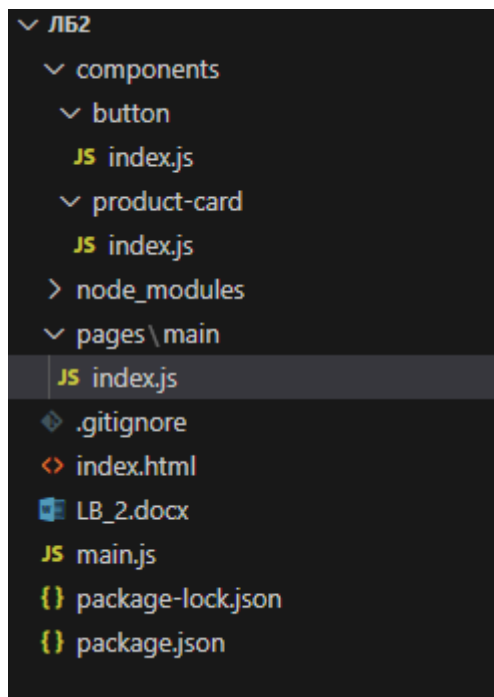 ЛБ2
components
button
JS index.js
product-card
JS index.js
node_modules
pages\main
JS index.js
.gitignore
<> index.html
LB_2.docx
JS main.js
{} package-lock.json
{} package.json